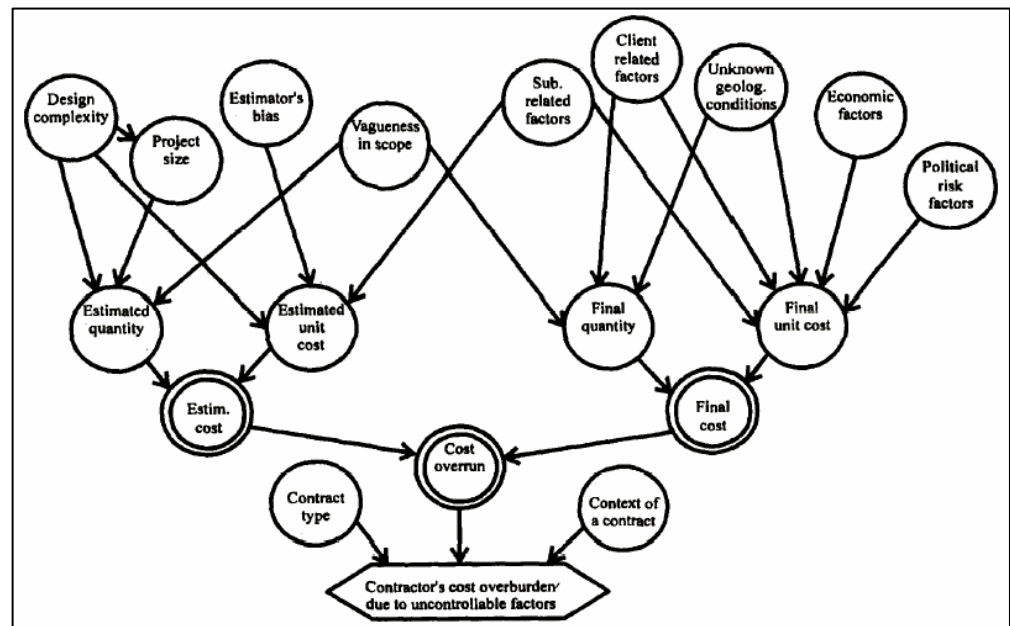 Design
complexity
Project
size
Estimator's
bias
Vagueness
in scope
Sub.
related
factors
Client
related
factors
Unknown
geolog.
conditions
Economic
factors
Political
risk
factors
Estimated
quantity
Estimated
unit
cost
Final
quantity
Final
unit cost
Estim.
cost
Final
cost
Cost
overrun
Contract
type
Context of
a contract
Contractor's cost overburden
due to uncontrollable factors